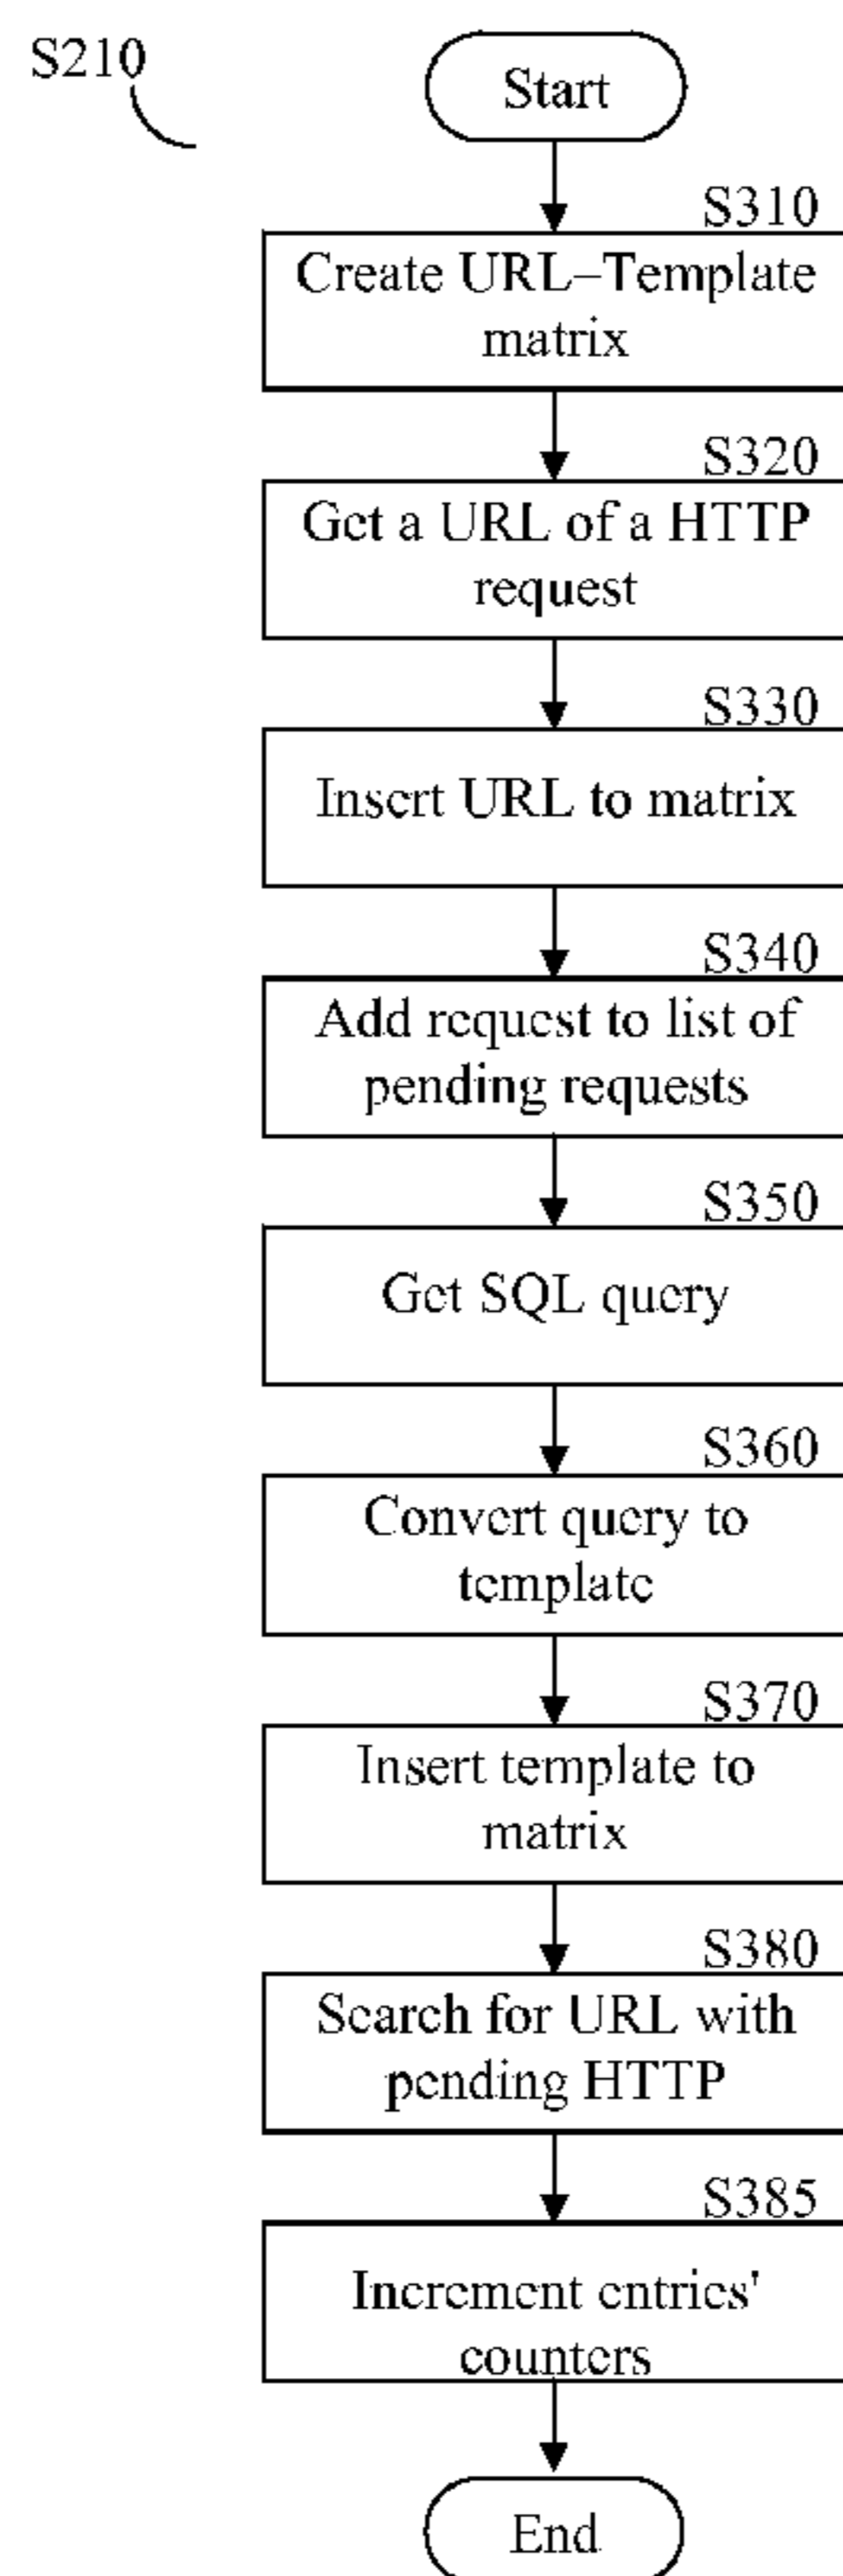 S210
Start
S310
Create URL–Template
matrix
S320
Get a URL of a HTTP
request
S330
Insert URL to matrix
S340
Add request to list of
pending requests
S350
Get SQL query
S360
Convert query to
template
S370
Insert template to
matrix
S380
Search for URL with
pending HTTP
S385
Increment entries'
counters
End